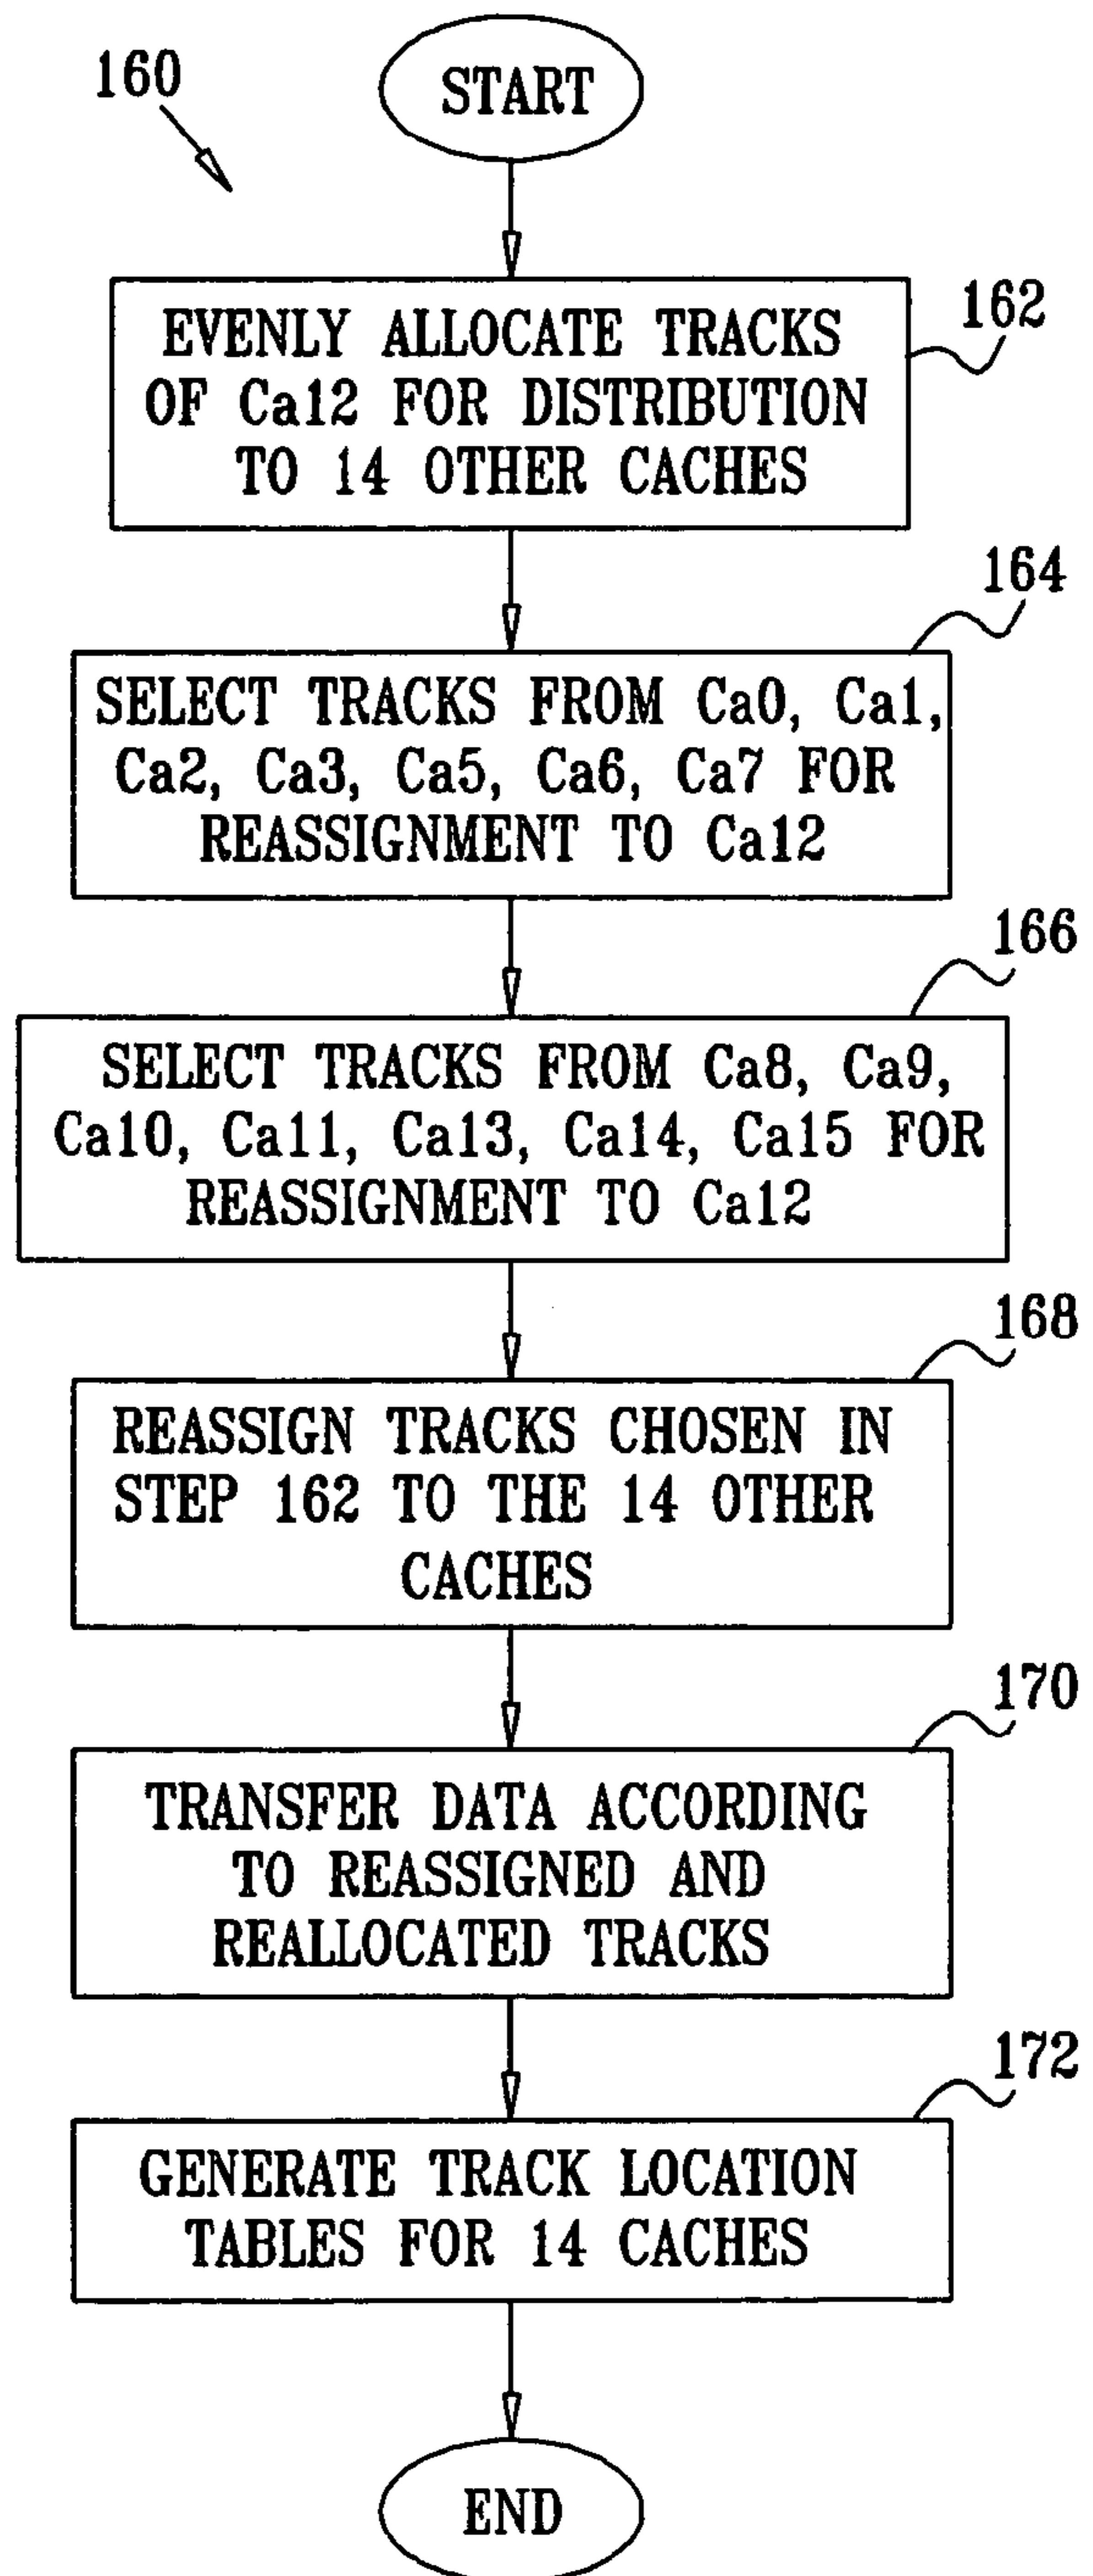 160
START
162
EVENLY ALLOCATE TRACKS
OF Ca12 FOR DISTRIBUTION
TO 14 OTHER CACHES
164
SELECT TRACKS FROM Ca0, Ca1,
Ca2, Ca3, Ca5, Ca6, Ca7 FOR
REASSIGNMENT TO Ca12
166
SELECT TRACKS FROM Ca8, Ca9,
Ca10, Ca11, Ca13, Ca14, Ca15 FOR
REASSIGNMENT TO Ca12
168
REASSIGN TRACKS CHOSEN IN
STEP 162 TO THE 14 OTHER
CACHES
170
TRANSFER DATA ACCORDING
TO REASSIGNED AND
REALLOCATED TRACKS
172
GENERATE TRACK LOCATION
TABLES FOR 14 CACHES
END